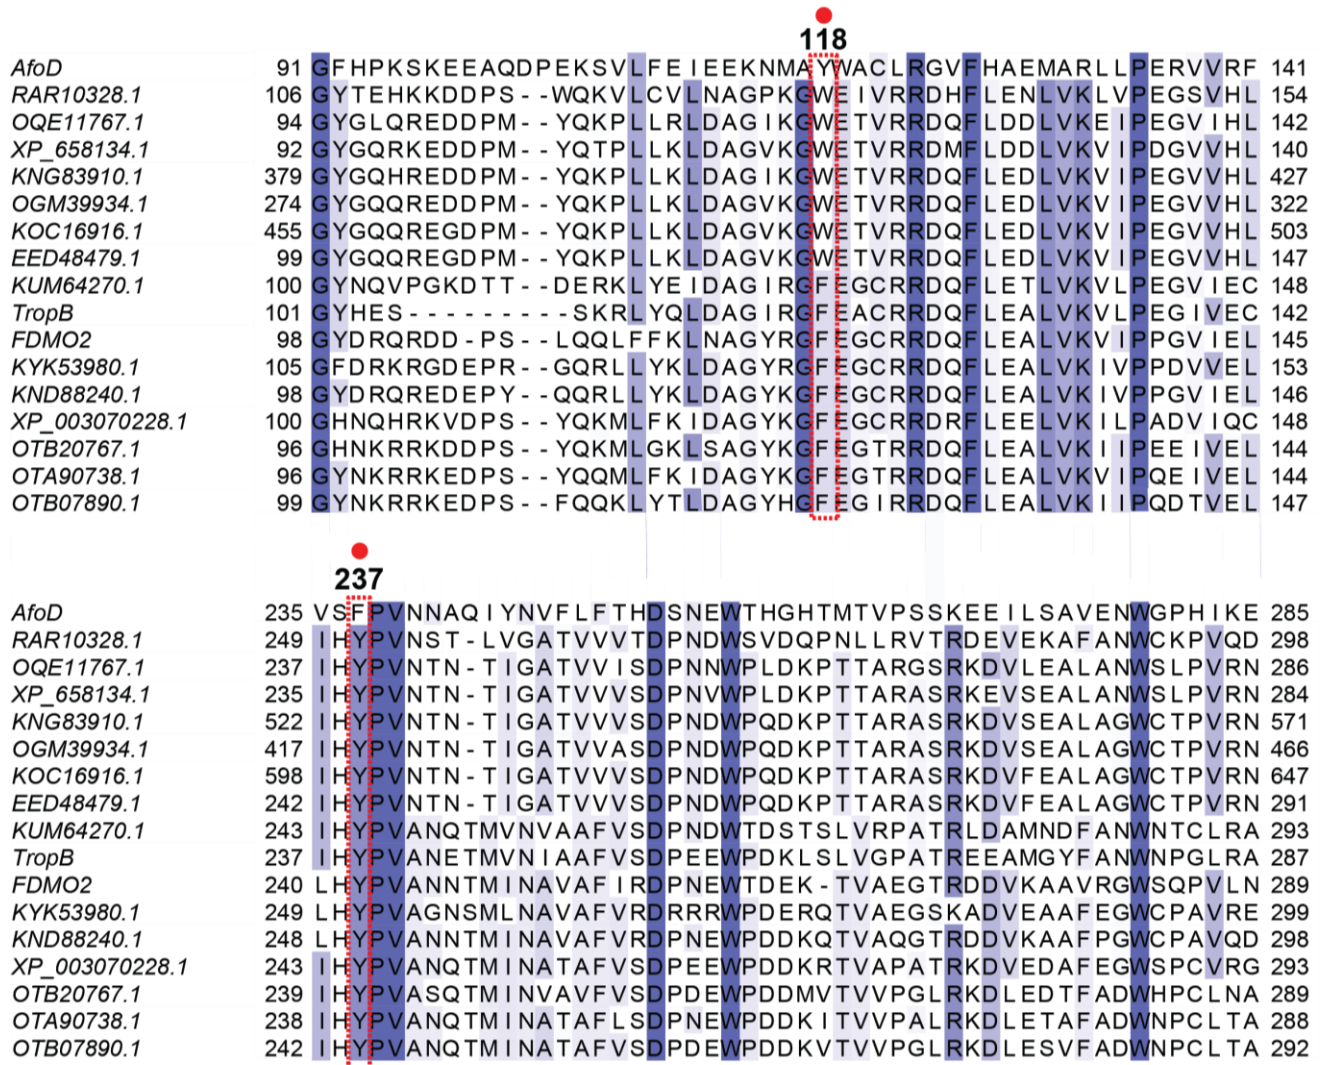 118
AfoD 91 GFHPKSKEEAQDPEKSVLFEIEEKNMAYWACLRGVFHAEMARLLPERVVRF 141
RAR10328.1 106 GYTEHKKDDPS--WQKVLCVLNAGPKGWEIVRRDHFLENLVKLVPEGSVHL 154
OQE11767.1 94 GYGLQREDDPM--YQKPLLRLDAGIKGWETVRRDQFLDDLVKEIPEGVIHL 142
XP_658134.1 92 GYGQRKEDDPM--YQTPLLKLDAGVKGWETVRRDMFLDDLVKVIPDGVVHL 140
KNG83910.1 379 GYGQHREDDPM--YQKPLLKLDAGIKGWETVRRDQFLEDLVKVIPEGVVHL 427
OGM39934.1 274 GYGQQREDDPM--YQKPLLKLDAGVKGWETVRRDQFLEDLVKVIPEGVVHL 322
KOC16916.1 455 GYGQQREGDPM--YQKPLLKLDAGVKGWETVRRDQFLEDLVKVIPEGVVHL 503
EED48479.1 99 GYGQQREGDPM--YQKPLLKLDAGVKGWETVRRDQFLEDLVKVIPEGVVHL 147
KUM64270.1 100 GYNQVPGKDTT--DERKLYEIDAGIRGFEGCRRDQFLETLVKVLPEGVIEC 148
TropB 101 GYHES---------SKRLYQLDAGIRGFEACRRDQFLEALVKVLPEGIVEC 142
FDMO2 98 GYDRQRDD-PS--LQQLFFKLNAGYRGFEGCRRDQFLEALVKVIPPGVIEL 145
KYK53980.1 105 GFDRKRGDEPR--GQRLLYKLDAGYRGFEGCRRDQFLEALVKIVPPDVVEL 153
KND88240.1 98 GYDRQREDEPY--QQRLLYKLDAGYKGFEGCRRDQFLEALVKIVPPGVIEL 146
XP_003070228.1 100 GHNQHRKVDPS--YQKMLFKIDAGYKGFEGCRRDRFLEELVKILPADVIQC 148
OTB20767.1 96 GHNKRRKDDPS--YQKMLGKLSAGYKGFEGTRRDQFLEALVKIIPEEIVEL 144
OTA90738.1 96 GYNKRRKEDPS--YQQMLFKIDAGYKGFEGTRRDQFLEALVKVIPQEIVEL 144
OTB07890.1 99 GYNKRRKEDPS--FQQKLYTLDAGYHGFEGIRRDQFLEALVKIIPQDTVEL 147
237
AfoD 235 VSFPVNNAQIYNVFLFTHDSNEWTHGHTMTVPSSKEEILSAVENWGPHIKE 285
RAR10328.1 249 IHYPVNST-LVGATVVVTDPNDWSVDQPNLLRVTRDEVEKAFANWCKPVQD 298
OQE11767.1 237 IHYPVNTN-TIGATVVISDPNNWPLDKPTTARGSRKDVLEALANWSLPVRN 286
XP_658134.1 235 IHYPVNTN-TIGATVVVSDPNVWPLDKPTTARASRKEVSEALANWSLPVRN 284
KNG83910.1 522 IHYPVNTN-TIGATVVVSDPNDWPQDKPTTARASRKDVSEALAGWCTPVRN 571
OGM39934.1 417 IHYPVNTN-TIGATVVASDPNDWPQDKPTTARASRKDVSEALAGWCTPVRN 466
KOC16916.1 598 IHYPVNTN-TIGATVVVSDPNDWPQDKPTTARASRKDVFEALAGWCTPVRN 647
EED48479.1 242 IHYPVNTN-TIGATVVVSDPNDWPQDKPTTARASRKDVFEALAGWCTPVRN 291
KUM64270.1 243 IHYPVANQTMVNVAAFVSDPNDWTDSTSLVRPATRLDAMNDFANWNTCLRA 293
TropB 237 IHYPVANETMVNIAAFVSDPEEWPDKLSLVGPATREEAMGYFANWNPGLRA 287
FDMO2 240 LHYPVANNTMINAVAFIRDPNEWTDEK-TVAEGTRDDVKAAVRGWSQPVLN 289
KYK53980.1 249 LHYPVAGNSMLNAVAFVRDRRRWPDERQTVAEGSKADVEAAFEGWCPAVRE 299
KND88240.1 248 LHYPVANNTMINAVAFVRDPNEWPDDKQTVAQGTRDDVKAAFPGWCPAVQD 298
XP_003070228.1 243 IHYPVANQTMINATAFVSDPEEWPDDKRTVAPATRKDVEDAFEGWSPCVRG 293
OTB20767.1 239 IHYPVASQTMINVAVFVSDPDEWPDDMVTVVPGLRKDLEDTFADWHPCLNA 289
OTA90738.1 238 IHYPVANQTMINATAFLSDPNEWPDDKITVVPALRKDLETAFADWNPCLTA 288
OTB07890.1 242 IHYPVANQTMINATAFVSDPDEWPDDKVTVVPGLRKDLESVFADWNPCLTA 292